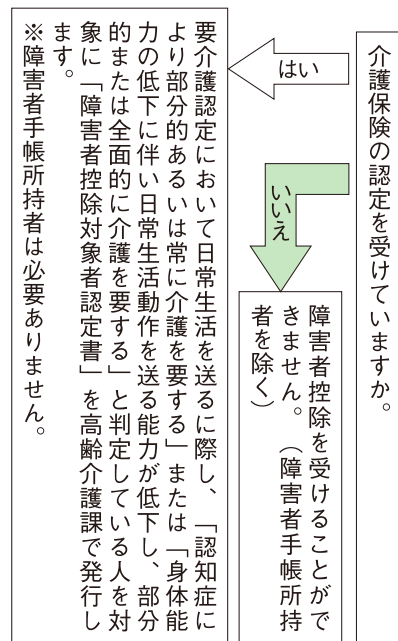 介護保険の認定を受けていますか。
はい
いいえ
障害者控除を受けることがで
きません。（障害者手帳所持
者を除く）
要介護認定において日常生活を送るに際し、「認知症に
より部分的あるいは常に介護を要する」または「身体能
力の低下に伴い日常生活動作を送る能力が低下し、部分
的または全面的に介護を要する」と判定している人を対
象に「障害者控除対象者認定書」を高齢介護課で発行し
ます。
※障害者手帳所持者は必要ありません。